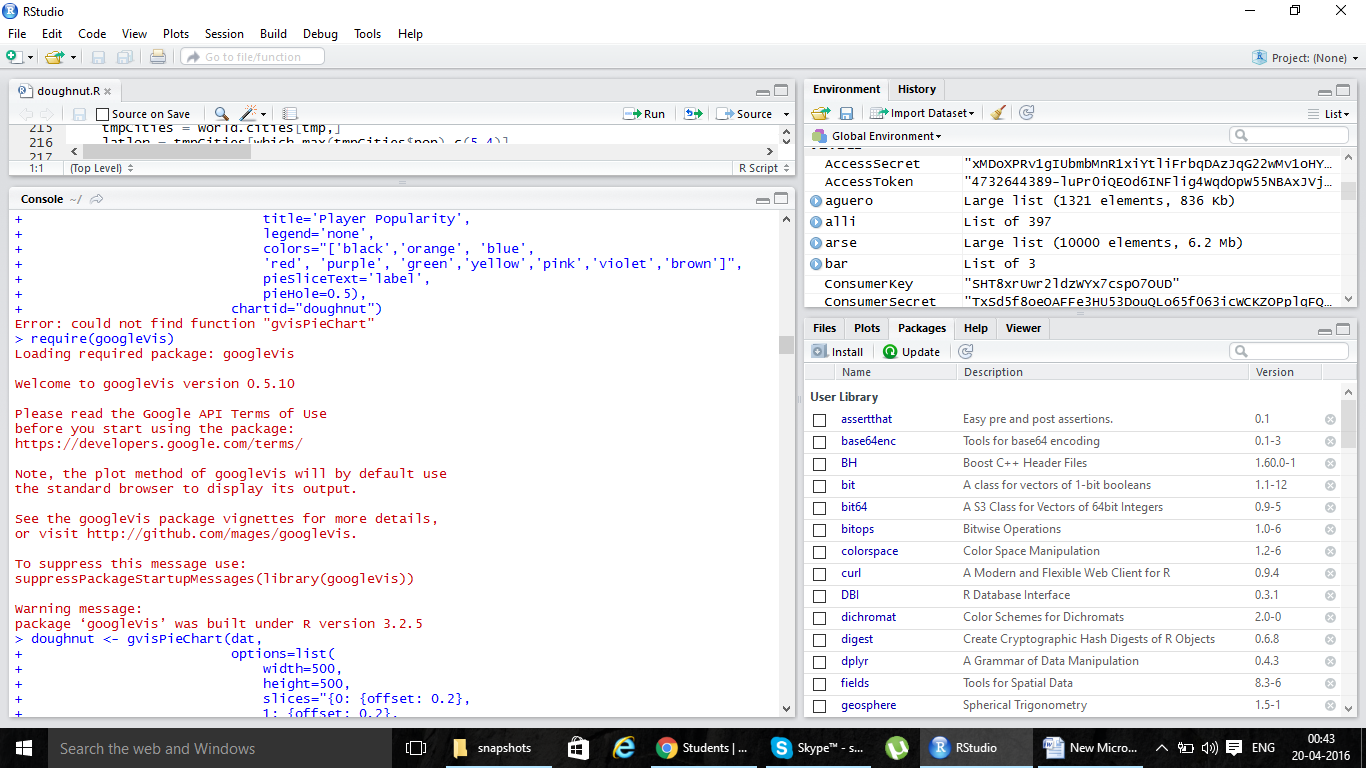 RStudio
File Edit Code View Plots Session Build Debug Tools Help
Go to file/function
Project: (None)
doughnut.R
Source on Save
Run
Source
215 tmpCities = world.cities[tmp,]
216 latlon = tmpCities[which.max(tmpCities$pop),c(5,4)]
217
1:1 (Top Level) R Script
Console ~/
+ title='Player Popularity',
+ legend='none',
+ colors="['black','orange', 'blue',
+ 'red', 'purple', 'green','yellow','pink','violet','brown']",
+ pieSliceText='label',
+ pieHole=0.5),
+ chartid="doughnut")
Error: could not find function "gvisPieChart"
> require(googleVis)
Loading required package: googleVis
Welcome to googleVis version 0.5.10
Please read the Google API Terms of Use
before you start using the package:
https://developers.google.com/terms/
Note, the plot method of googleVis will by default use
the standard browser to display its output.
See the googleVis package vignettes for more details,
or visit http://github.com/mages/googleVis.
To suppress this message use:
suppressPackageStartupMessages(library(googleVis))
Warning message:
package ‘googleVis’ was built under R version 3.2.5
> doughnut <- gvisPieChart(dat,
+ options=list(
+ width=500,
+ height=500,
+ slices="{0: {offset: 0.2},
+ 1: {offset: 0.2},
Environment History
Import Dataset
List
Global Environment
AccessSecret
AccessToken
aguero Large list (1321 elements, 836 Kb)
alli List of 397
arse Large list (10000 elements, 6.2 Mb)
bar List of 3
ConsumerKey
ConsumerSecret
Files Plots Packages Help Viewer
Install Update
Name Description Version
User Library
assertthat Easy pre and post assertions. 0.1
base64enc Tools for base64 encoding 0.1-3
BH Boost C++ Header Files 1.60.0-1
bit A class for vectors of 1-bit booleans 1.1-12
bit64 A S3 Class for Vectors of 64bit Integers 0.9-5
bitops Bitwise Operations 1.0-6
colorspace Color Space Manipulation 1.2-6
curl A Modern and Flexible Web Client for R 0.9.4
DBI R Database Interface 0.3.1
dichromat Color Schemes for Dichromats 2.0-0
digest Create Cryptographic Hash Digests of R Objects 0.6.8
dplyr A Grammar of Data Manipulation 0.4.3
fields Tools for Spatial Data 8.3-6
geosphere Spherical Trigonometry 1.5-1
Search the web and Windows
snapshots
Students | ...
Skype™ - s...
RStudio
New Micro...
ENG
00:43
20-04-2016